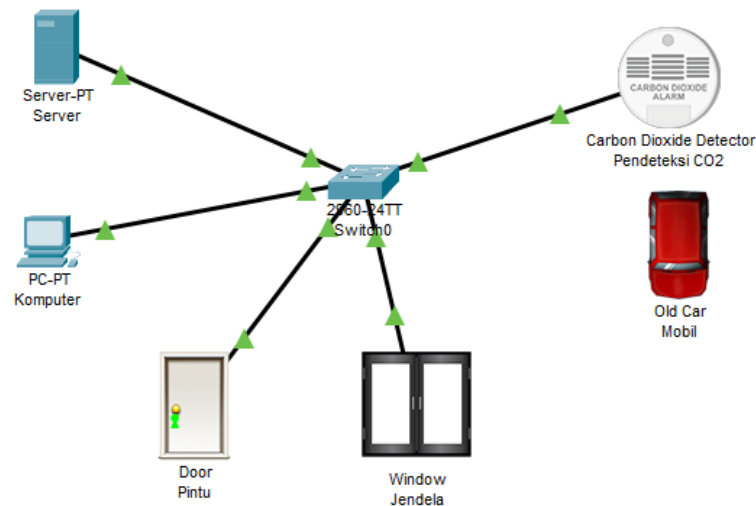 Server-PT
Server
CARBON DIOXIDE
ALARM
Carbon Dioxide Detector
Pendeteksi CO2
2960-24TT
Switch0
PC-PT
Komputer
Old Car
Mobil
Door
Pintu
Window
Jendela